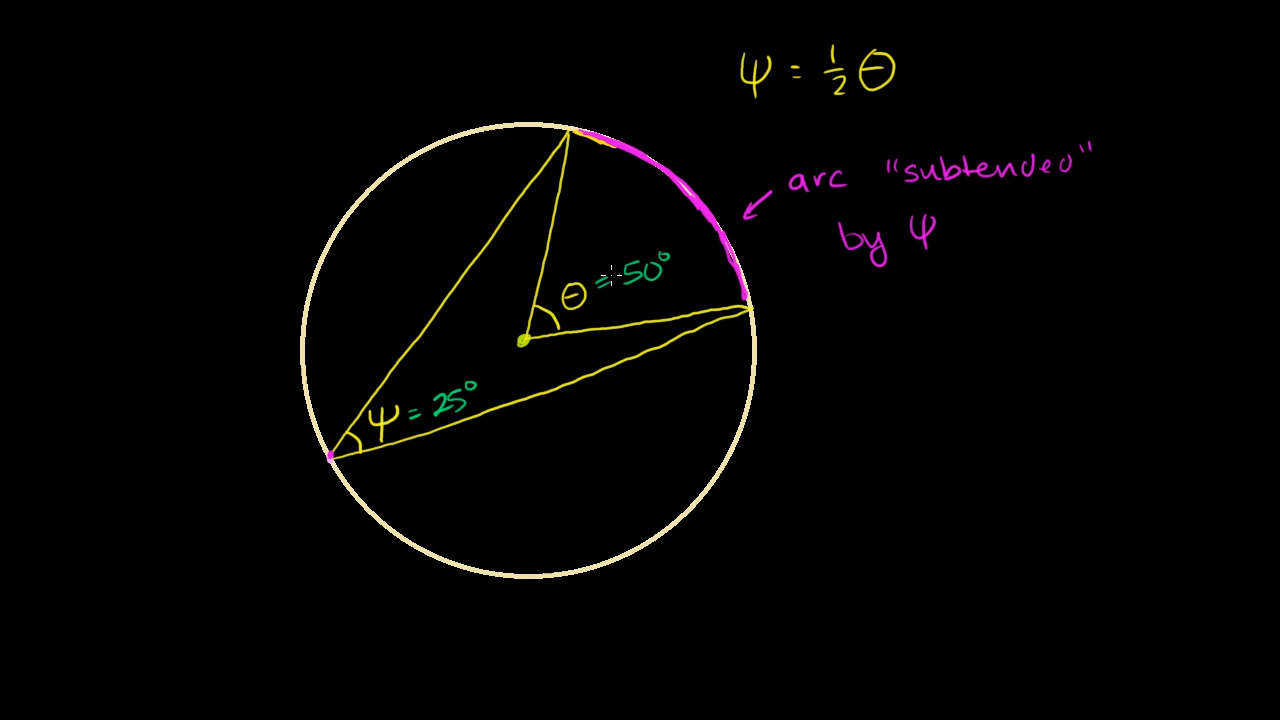 ψ = 1/2 Θ
arc "subtended"
by ψ
Θ = 50°
ψ = 25°